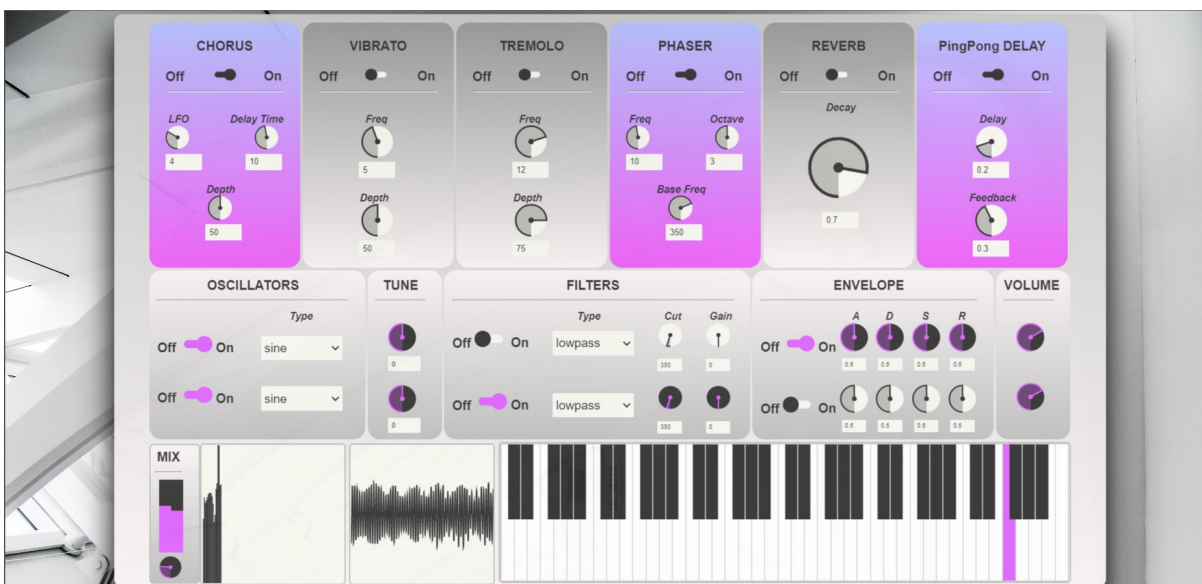 CHORUS VIBRATO TREMOLO PHASER REVERB PingPong DELAY
Off On Off On Off On Off On Off On Off On
LFO Delay Time Freq Freq Freq Octave Decay Delay
4 10 5 12 10 3 0.2
Depth Depth Depth Base Freq Feedback
50 50 75 350 0.7 0.3
OSCILLATORS TUNE FILTERS ENVELOPE VOLUME
Type Type Cut Gain A D S R
Off On sine Off On lowpass Off On
0 350 0 0.5 0.5 0.5 0.5
Off On sine Off On lowpass Off On
0 350 0 0.5 0.5 0.5 0.5
MIX